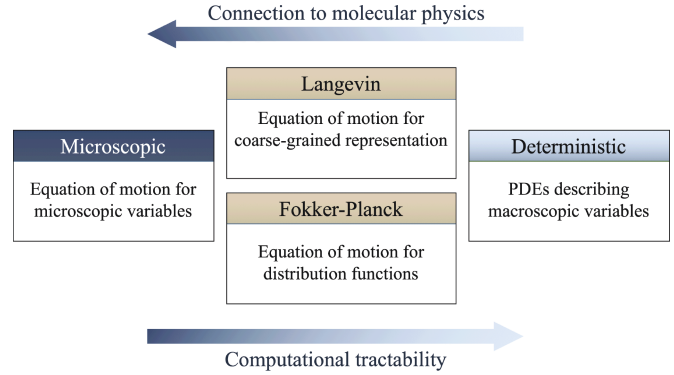 Connection to molecular physics
Microscopic
Equation of motion for
microscopic variables
Langevin
Equation of motion for
coarse-grained representation
Fokker-Planck
Equation of motion for
distribution functions
Deterministic
PDEs describing
macroscopic variables
Computational tractability